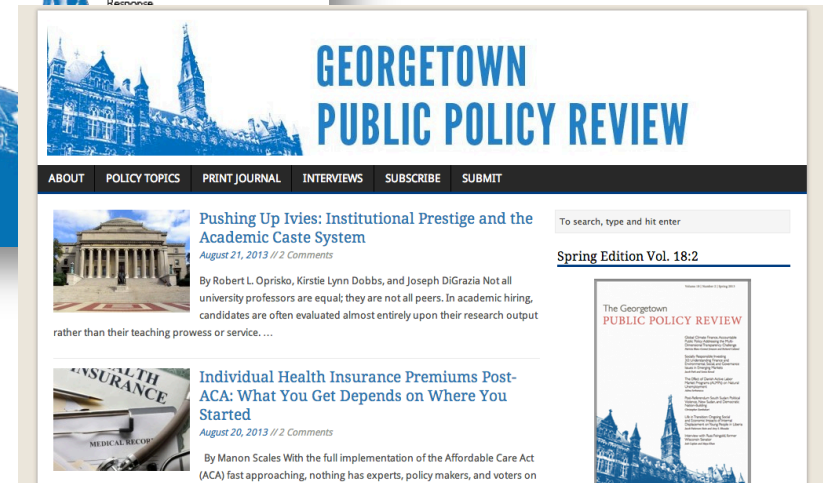 Response
GEORGETOWN
PUBLIC POLICY REVIEW
ABOUT POLICY TOPICS PRINT JOURNAL INTERVIEWS SUBSCRIBE SUBMIT
Pushing Up Ivies: Institutional Prestige and the
Academic Caste System
August 21, 2013 // 2 Comments
By Robert L. Oprisko, Kirstie Lynn Dobbs, and Joseph DiGrazia Not all
university professors are equal; they are not all peers. In academic hiring,
candidates are often evaluated almost entirely upon their research output
rather than their teaching prowess or service. …
HEALTH
INSURANCE
MEDICAL RECORD
Individual Health Insurance Premiums Post-
ACA: What You Get Depends on Where You
Started
August 20, 2013 // 2 Comments
By Manon Scales With the full implementation of the Affordable Care Act
(ACA) fast approaching, nothing has experts, policy makers, and voters on
To search, type and hit enter
Spring Edition Vol. 18:2
The Georgetown
PUBLIC POLICY REVIEW